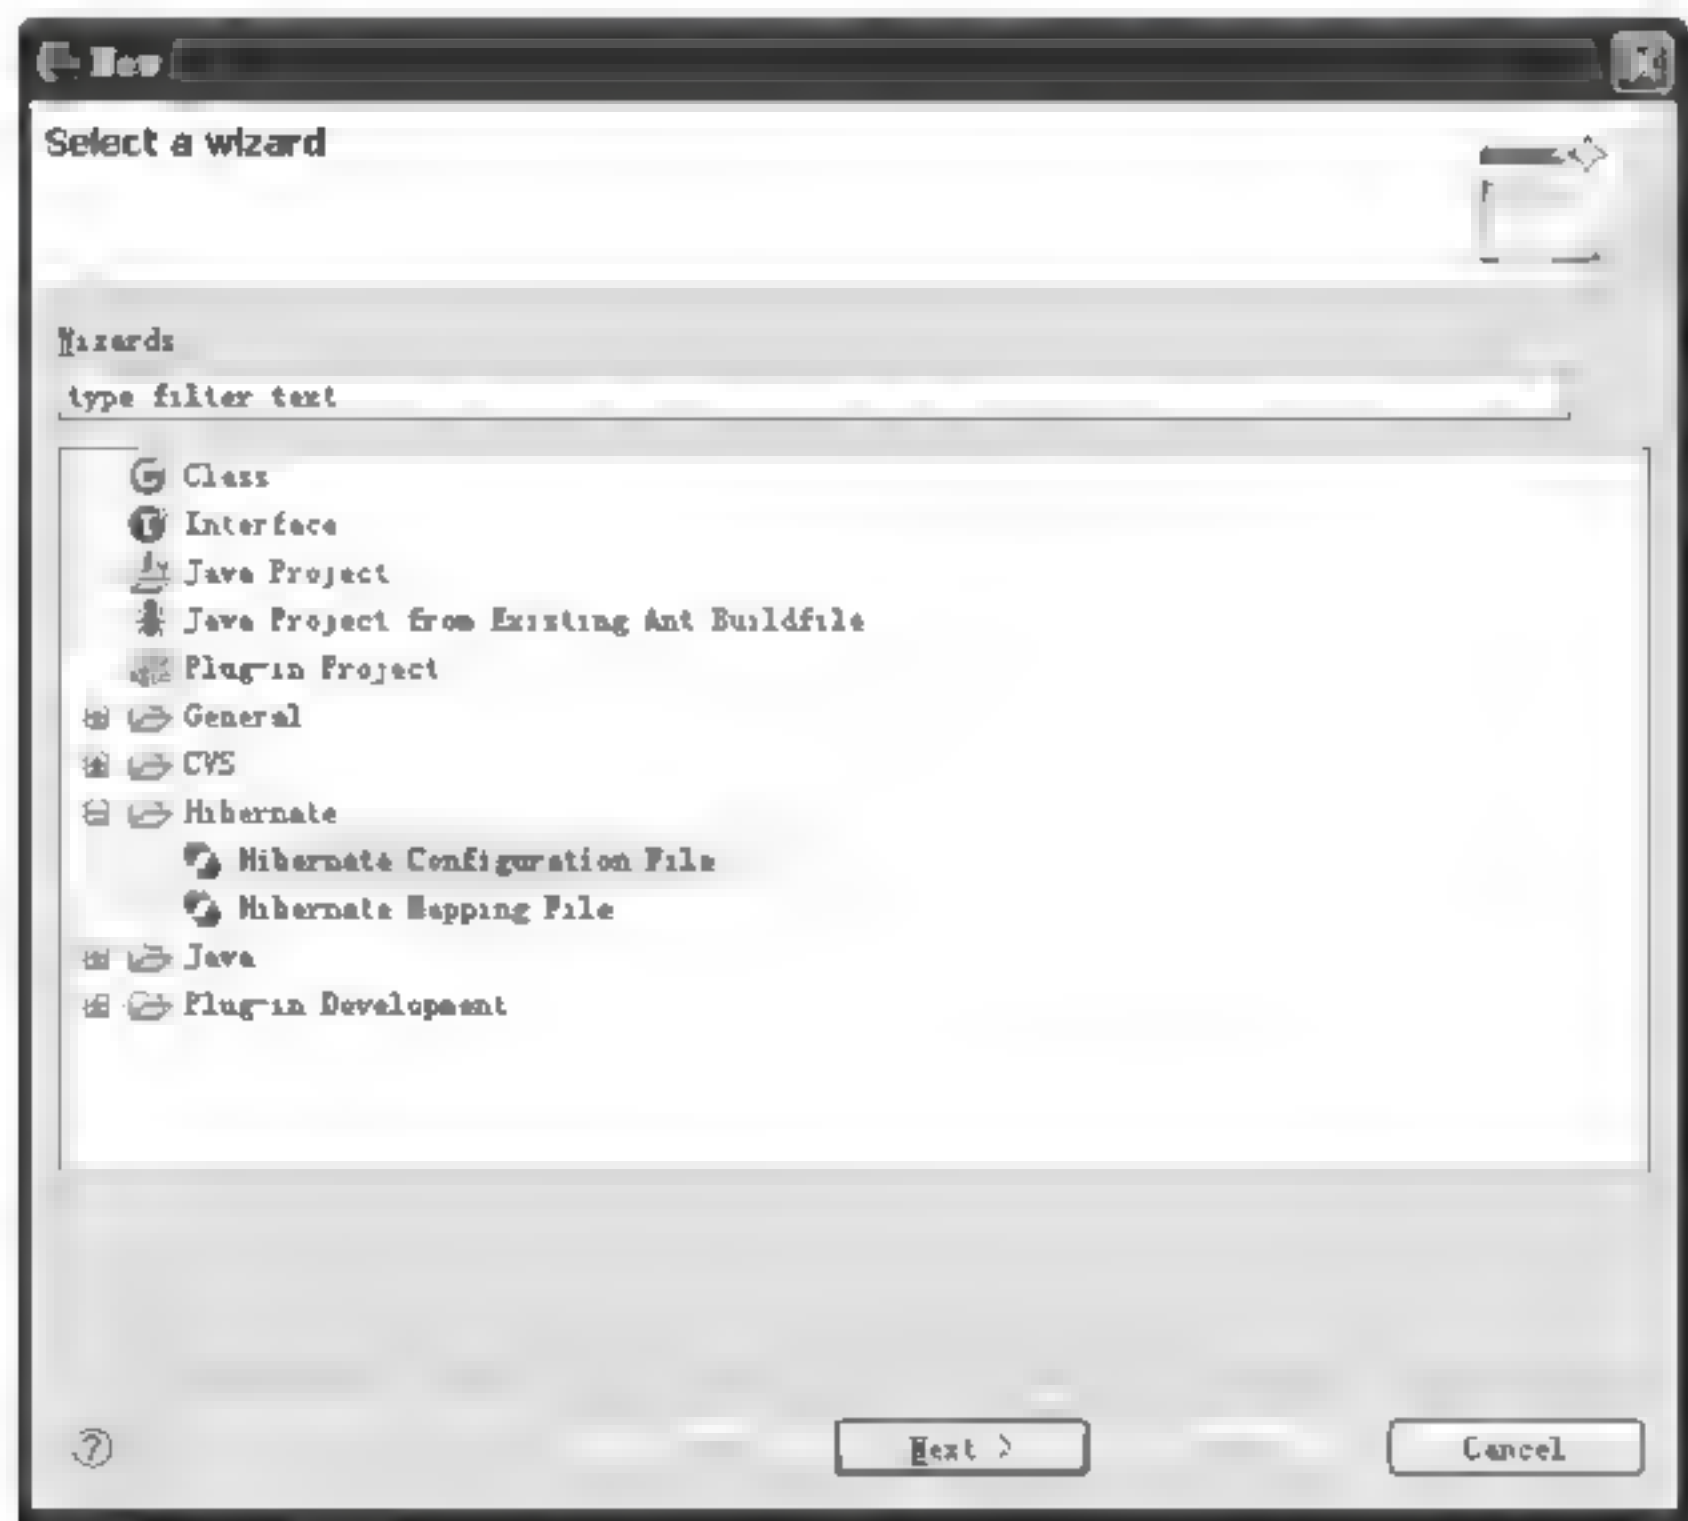 New
Select a wizard
Wizards
type filter text
Class
Interface
Java Project
Java Project from Existing Ant Buildfile
Plug-in Project
General
CVS
Hibernate
Hibernate Configuration File
Hibernate Mapping File
Java
Plug-in Development
?
Next >
Cancel